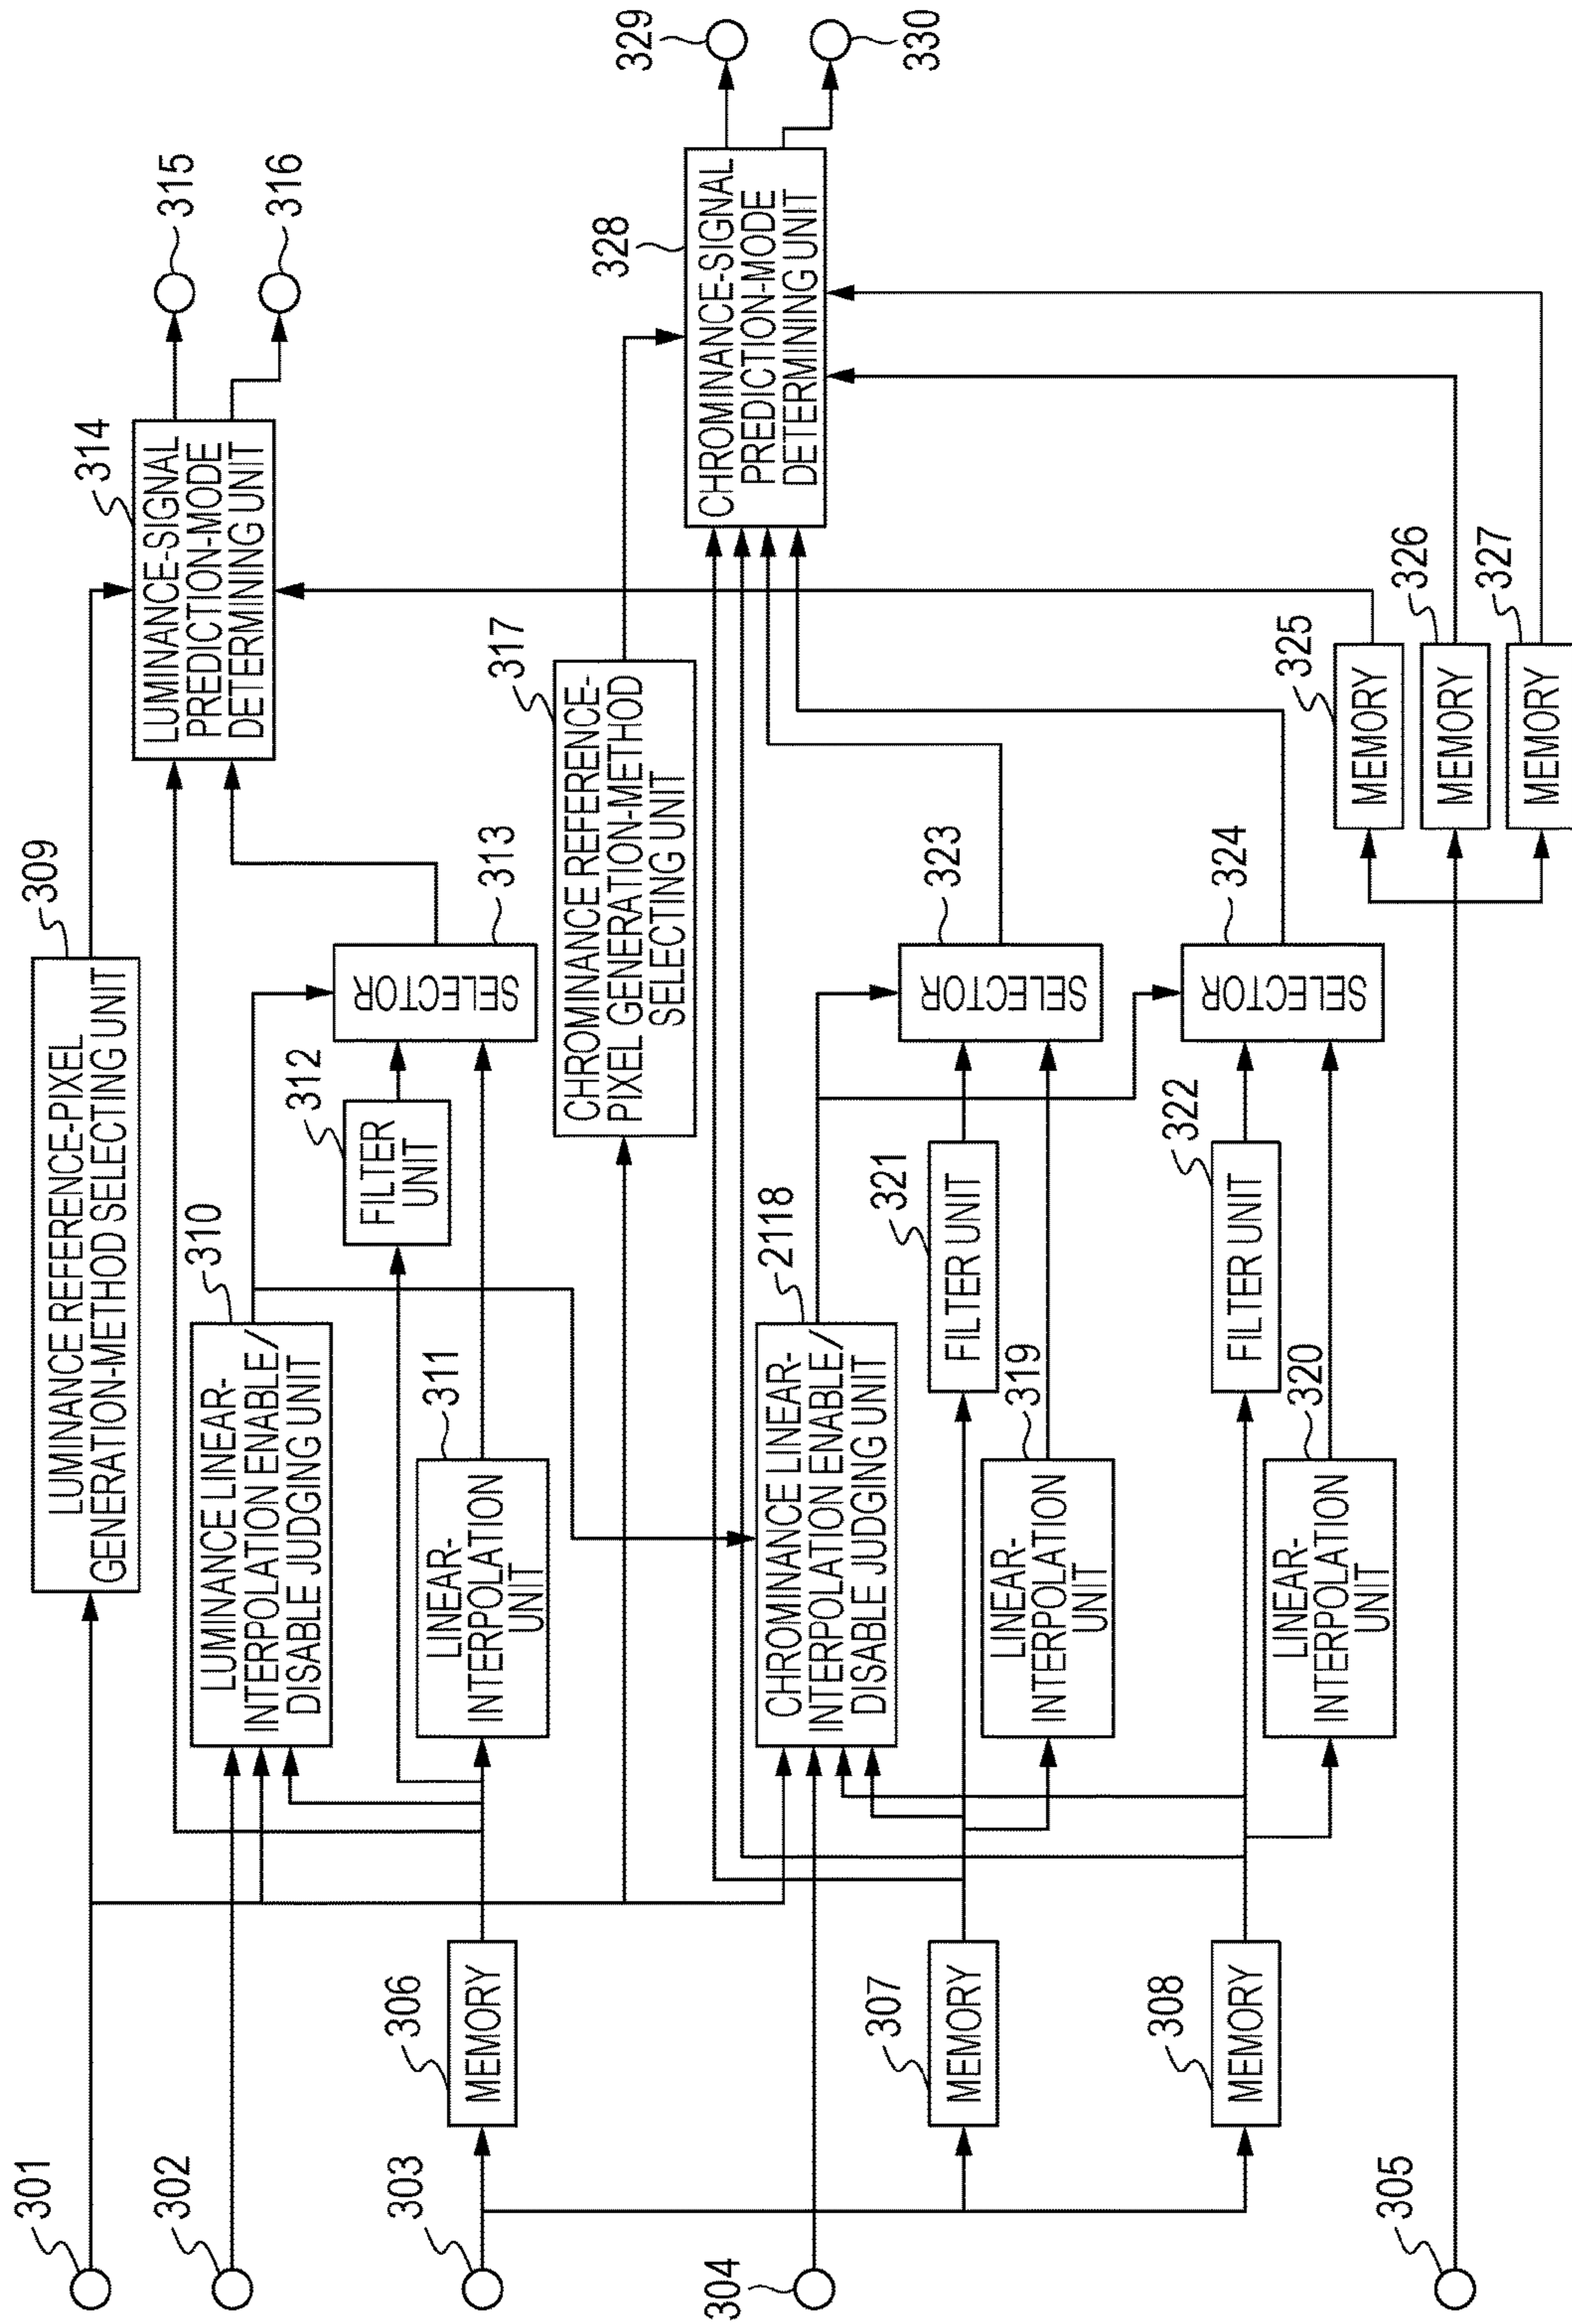 301
302
303
304
305
306
MEMORY
307
MEMORY
308
MEMORY
309
LUMINANCE REFERENCE-PIXEL
GENERATION-METHOD SELECTING UNIT
310
LUMINANCE LINEAR-
INTERPOLATION ENABLE/
DISABLE JUDGING UNIT
311
LINEAR-
INTERPOLATION
UNIT
312
FILTER
UNIT
313
SELECTOR
314
LUMINANCE-SIGNAL
PREDICTION-MODE
DETERMINING UNIT
315
316
317
CHROMINANCE REFERENCE-
PIXEL GENERATION-METHOD
SELECTING UNIT
2118
CHROMINANCE LINEAR-
INTERPOLATION ENABLE/
DISABLE JUDGING UNIT
321
FILTER UNIT
319
LINEAR-
INTERPOLATION
UNIT
322
FILTER UNIT
320
LINEAR-
INTERPOLATION
UNIT
323
SELECTOR
324
SELECTOR
325
MEMORY
326
MEMORY
327
MEMORY
328
CHROMINANCE-SIGNAL
PREDICTION-MODE
DETERMINING UNIT
329
330